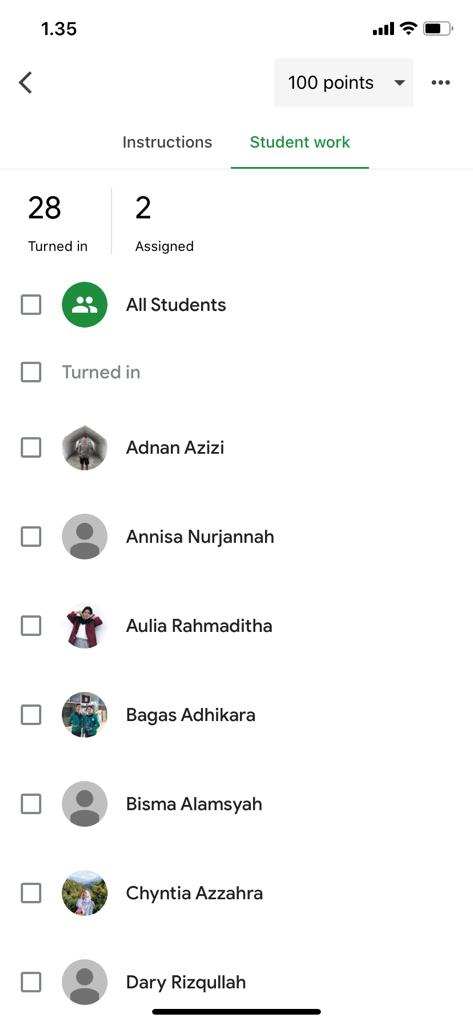 1.35
100 points
Instructions
Student work
28
2
Turned in
Assigned
All Students
Turned in
Adnan Azizi
Annisa Nurjannah
Aulia Rahmaditha
Bagas Adhikara
Bisma Alamsyah
Chyntia Azzahra
Dary Rizqullah